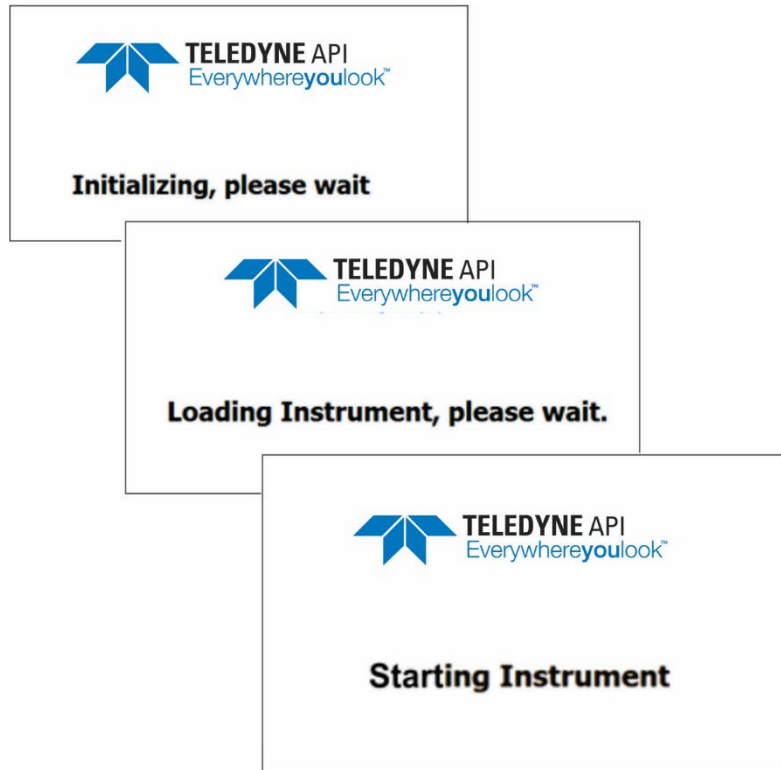 TELEDYNE API
Everywhereyoulook™
Initializing, please wait
TELEDYNE API
Everywhereyoulook™
Loading Instrument, please wait.
TELEDYNE API
Everywhereyoulook™
Starting Instrument